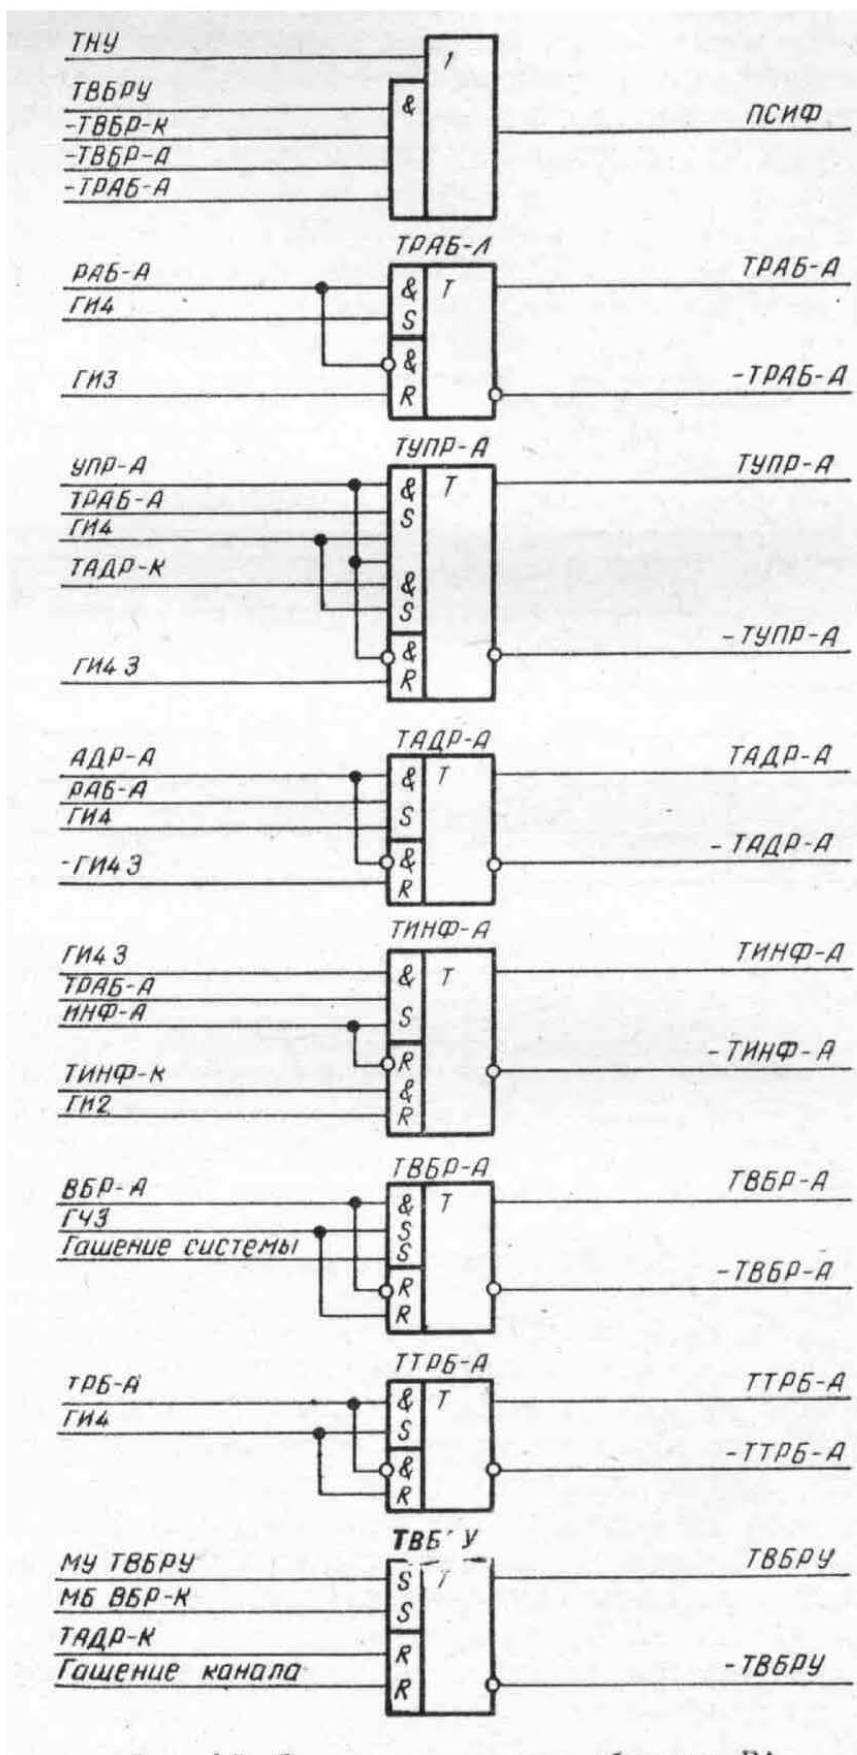 ТНУ
1
ТВБРУ
&
-ТВБР-К
ПСИФ
-ТВБР-А
-ТРАБ-А
ТРАБ-Л
РАБ-А
& Т
ТРАБ-А
ГИ4
S
&
ГИ3
R
-ТРАБ-А
ТУПР-А
УПР-А
& Т
ТУПР-А
ТРАБ-А
S
ГИ4
ТАДР-К
&
S
-ТУПР-А
&
ГИ4 3
R
ТАДР-А
АДР-А
& Т
ТАДР-А
РАБ-А
ГИ4
S
-ТАДР-А
&
-ГИ4 3
R
ТИНФ-А
ГИ4 3
& Т
ТИНФ-А
ТРАБ-А
ИНФ-А
S
R
-ТИНФ-А
ТИНФ-К
&
ГИ2
R
ТВБР-А
ВБР-А
& Т
ТВБР-А
ГЧ3
S
Гашение системы
S
R
-ТВБР-А
R
ТТРБ-А
ТРБ-А
& Т
ТТРБ-А
ГИ4
S
&
-ТТРБ-А
R
ТВБ У
МУ ТВБРУ
S Т
ТВБРУ
МБ ВБР-К
S
ТАДР-К
R
Гашение канала
R
-ТВБРУ